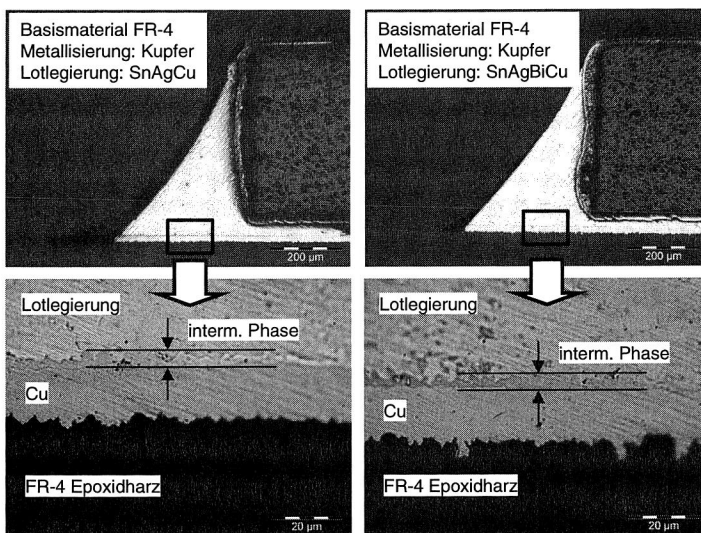 Basismaterial FR-4
Metallisierung: Kupfer
Lotlegierung: SnAgCu
200 µm
Basismaterial FR-4
Metallisierung: Kupfer
Lotlegierung: SnAgBiCu
200 µm
Lotlegierung
interm. Phase
Cu
FR-4 Epoxidharz
20 µm
Lotlegierung
interm. Phase
Cu
FR-4 Epoxidharz
20 µm